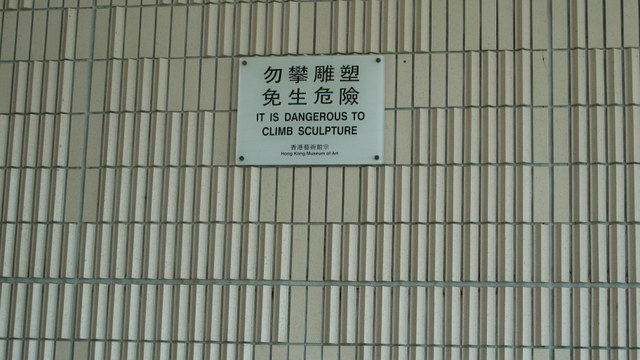 勿攀雕塑
免生危險
IT IS DANGEROUS TO
CLIMB SCULPTURE
香港藝術館示
Hong Kong Museum of Art